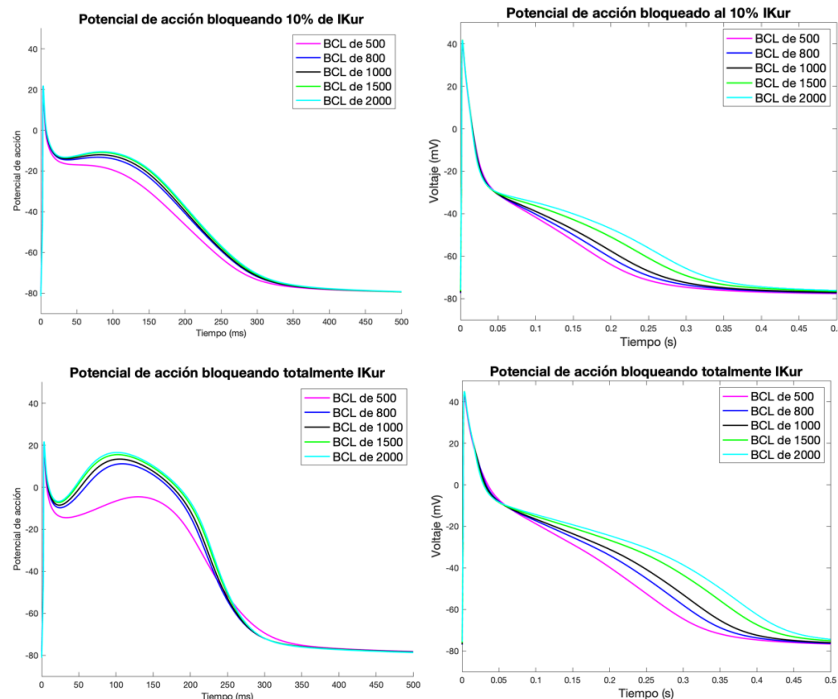 Potencial de acción bloqueando 10% de IKur
40
20
0
-20
-40
-60
-80
Potencial de acción
0 50 100 150 200 250 300 350 400 450 500
Tiempo (ms)
BCL de 500
BCL de 800
BCL de 1000
BCL de 1500
BCL de 2000
Potencial de acción bloqueado al 10% IKur
40
20
0
-20
-40
-60
-80
Voltaje (mV)
0 0.05 0.1 0.15 0.2 0.25 0.3 0.35 0.4 0.45 0.
Tiempo (s)
BCL de 500
BCL de 800
BCL de 1000
BCL de 1500
BCL de 2000
Potencial de acción bloqueando totalmente IKur
40
20
0
-20
-40
-60
-80
Potencial de acción
0 50 100 150 200 250 300 350 400 450 500
Tiempo (ms)
BCL de 500
BCL de 800
BCL de 1000
BCL de 1500
BCL de 2000
Potencial de acción bloqueando totalmente IKur
40
20
0
-20
-40
-60
-80
Voltaje (mV)
0 0.05 0.1 0.15 0.2 0.25 0.3 0.35 0.4 0.45 0.5
Tiempo (s)
BCL de 500
BCL de 800
BCL de 1000
BCL de 1500
BCL de 2000